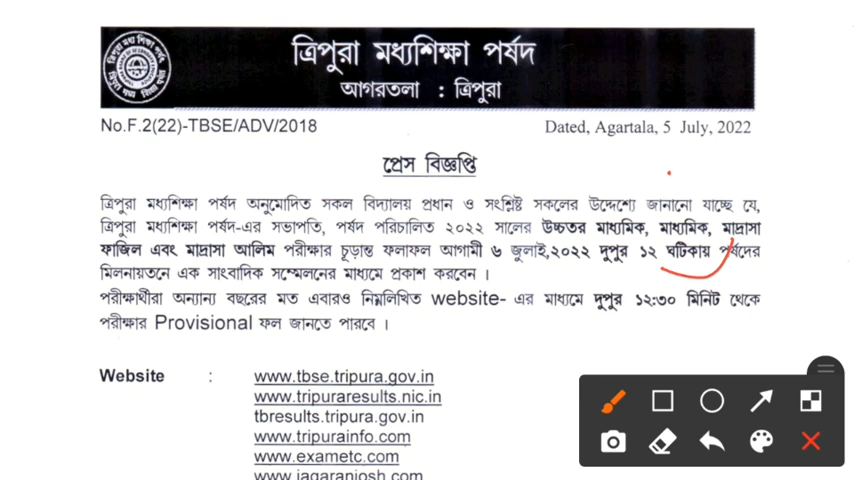 ত্রিপুরা মধ্যশিক্ষা পর্ষদ
আগরতলা : ত্রিপুরা
No.F.2(22)-TBSE/ADV/2018 Dated, Agartala, 5 July, 2022
প্রেস বিজ্ঞপ্তি
ত্রিপুরা মধ্যশিক্ষা পর্ষদ অনুমোদিত সকল বিদ্যালয় প্রধান ও সংশ্লিষ্ট সকলের উদ্দেশ্যে জানানো যাচ্ছে যে,
ত্রিপুরা মধ্যশিক্ষা পর্ষদ-এর সভাপতি, পর্ষদ পরিচালিত ২০২২ সালের উচ্চতর মাধ্যমিক, মাধ্যমিক, মাদ্রাসা
ফাজিল এবং মাদ্রাসা আলিম পরীক্ষার চূড়ান্ত ফলাফল আগামী ৬ জুলাই,২০২২ দুপুর ১২ ঘটিকায় পর্ষদের
মিলনায়তনে এক সাংবাদিক সম্মেলনের মাধ্যমে প্রকাশ করবেন ।
পরীক্ষার্থীরা অন্যান্য বছরের মত এবারও নিম্নলিখিত website- এর মাধ্যমে দুপুর ১২:৩০ মিনিট থেকে
পরীক্ষার Provisional ফল জানতে পারবে ।
Website : www.tbse.tripura.gov.in
www.tripuraresults.nic.in
tbresults.tripura.gov.in
www.tripurainfo.com
www.exametc.com
www.jagaranjosh.com